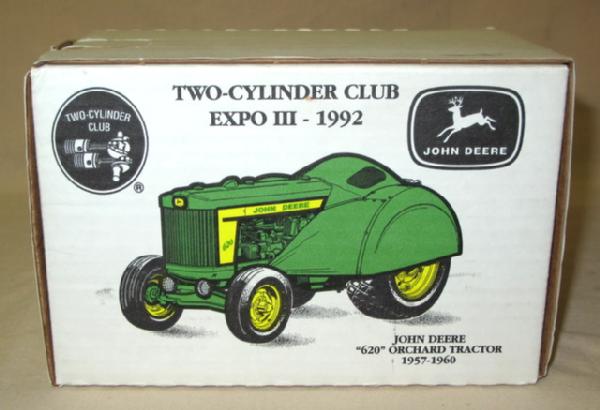 TWO-CYLINDER CLUB
EXPO III - 1992
TWO-CYLINDER
CLUB
®
JOHN DEERE
JOHN DEERE
620
JOHN DEERE
"620" ORCHARD TRACTOR
1957-1960